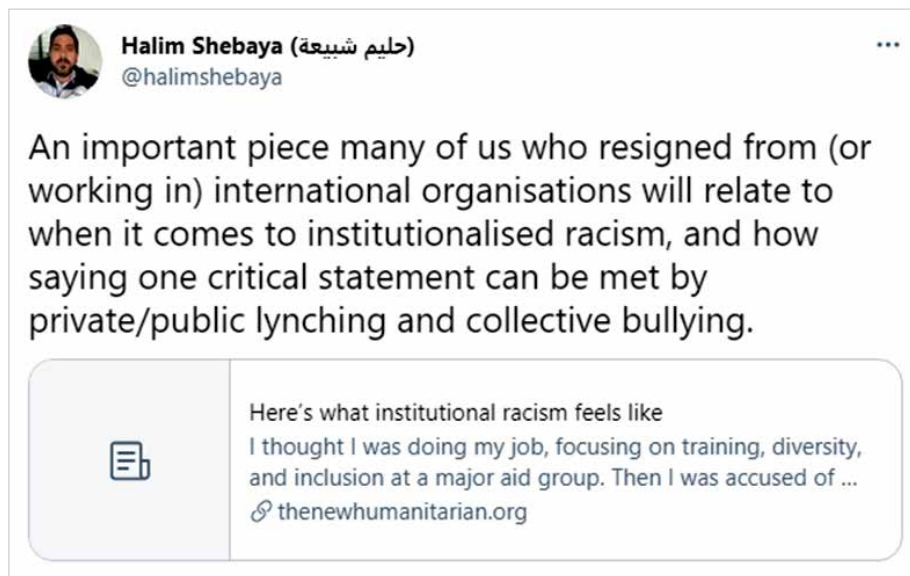 Halim Shebaya (حليم شبيعة)
@halimshebaya
An important piece many of us who resigned from (or
working in) international organisations will relate to
when it comes to institutionalised racism, and how
saying one critical statement can be met by
private/public lynching and collective bullying.
Here's what institutional racism feels like
I thought I was doing my job, focusing on training, diversity,
and inclusion at a major aid group. Then I was accused of ...
thenewhumanitarian.org